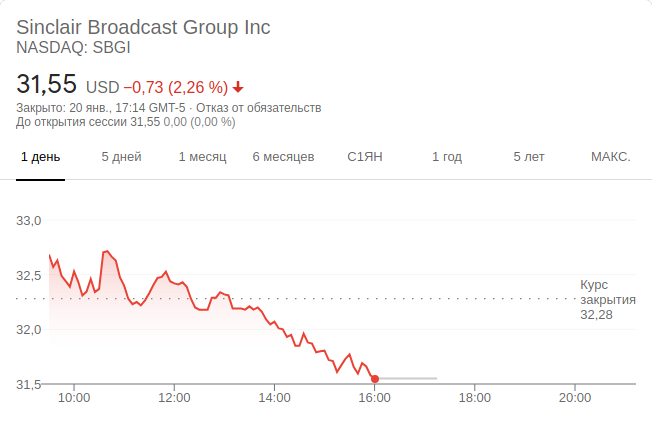 Sinclair Broadcast Group Inc
NASDAQ: SBGI
31,55 USD −0,73 (2,26 %)
Закрыто: 20 янв., 17:14 GMT-5 · Отказ от обязательств
До открытия сессии 31,55 0,00 (0,00 %)
1 день 5 дней 1 месяц 6 месяцев С1ЯН 1 год 5 лет МАКС.
33,0
32,5
Курс
закрытия
32,28
32,0
31,5
10:00 12:00 14:00 16:00 18:00 20:00